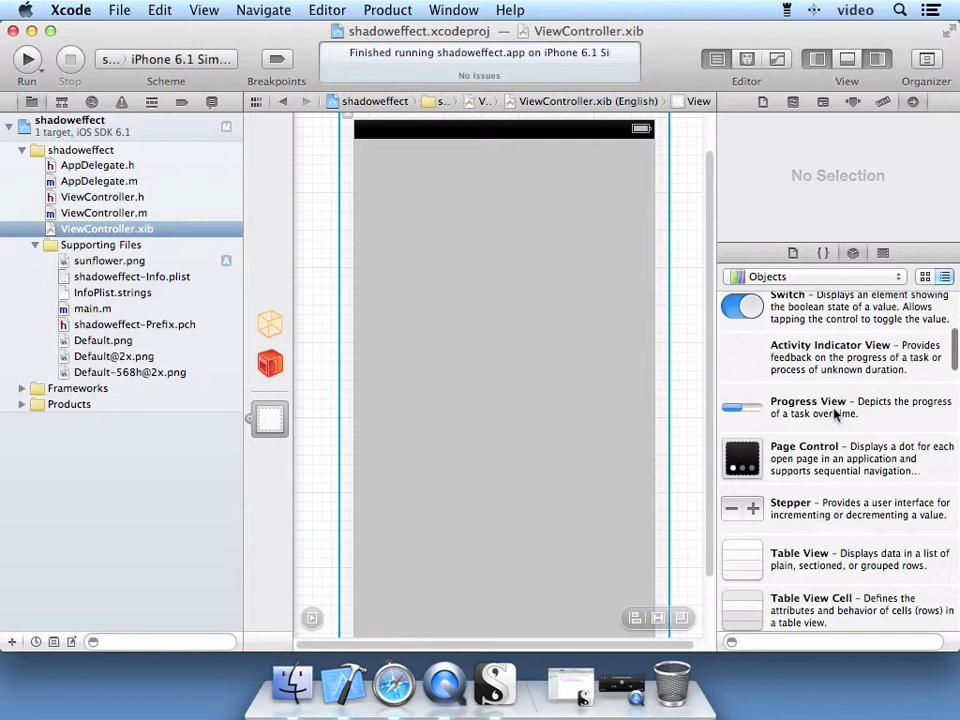 Xcode File Edit View Navigate Editor Product Window Help video
shadoweffect.xcodeproj — ViewController.xib
s...〉 iPhone 6.1 Sim...
Finished running shadoweffect.app on iPhone 6.1 Si
No Issues
Run Stop Scheme Breakpoints Editor View Organizer
shadoweffect s... V... ViewController.xib (English) View
shadoweffect M
1 target, iOS SDK 6.1
shadoweffect
AppDelegate.h
AppDelegate.m
ViewController.h
ViewController.m
ViewController.xib
Supporting Files
sunflower.png A
shadoweffect-Info.plist
InfoPlist.strings
main.m
shadoweffect-Prefix.pch
Default.png
Default@2x.png
Default-568h@2x.png
Frameworks
Products
No Selection
Objects
Switch – Displays an element showing
the boolean state of a value. Allows
tapping the control to toggle the value.
Activity Indicator View – Provides
feedback on the progress of a task or
process of unknown duration.
Progress View – Depicts the progress
of a task over time.
Page Control – Displays a dot for each
open page in an application and
supports sequential navigation...
Stepper – Provides a user interface for
incrementing or decrementing a value.
Table View – Displays data in a list of
plain, sectioned, or grouped rows.
Table View Cell – Defines the
attributes and behavior of cells (rows) in
a table view.